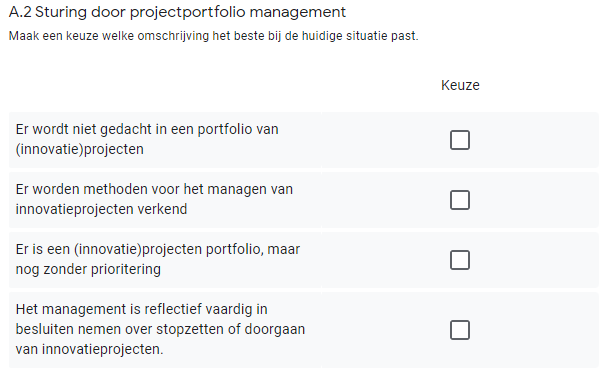 A.2 Sturing door projectportfolio management
Maak een keuze welke omschrijving het beste bij de huidige situatie past.
Keuze
Er wordt niet gedacht in een portfolio van
(innovatie)projecten
Er worden methoden voor het managen van
innovatieprojecten verkend
Er is een (innovatie)projecten portfolio, maar
nog zonder prioritering
Het management is reflectief vaardig in
besluiten nemen over stopzetten of doorgaan
van innovatieprojecten.